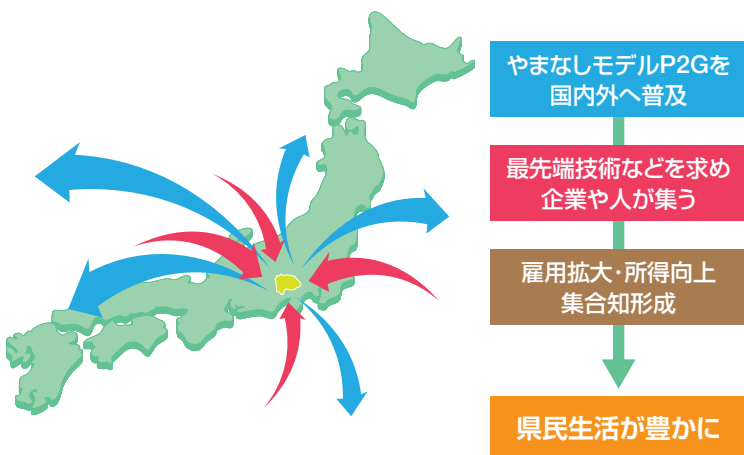 やまなしモデルP2Gを
国内外へ普及
最先端技術などを求め
企業や人が集う
雇用拡大・所得向上
集合知形成
県民生活が豊かに